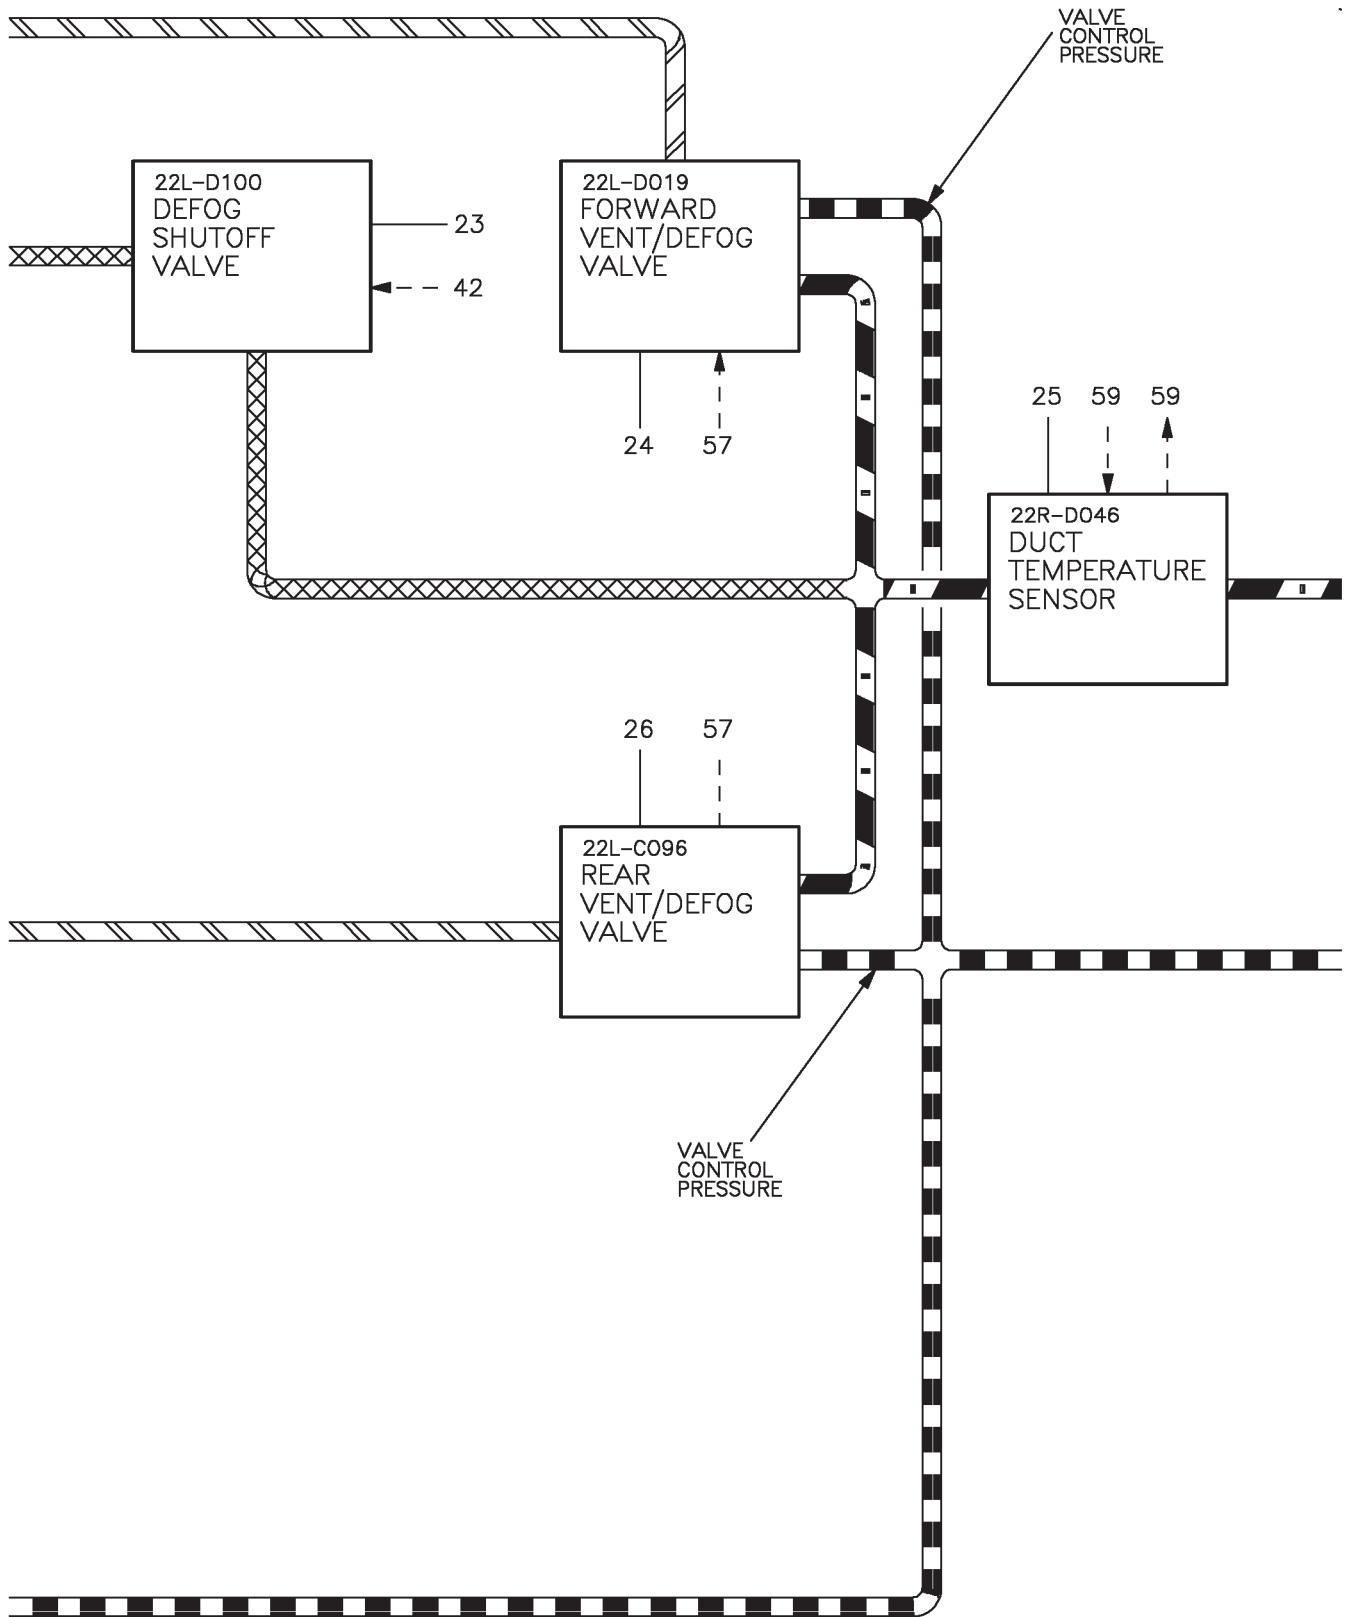 VALVE
CONTROL
PRESSURE
22L-D100
DEFOG
SHUTOFF
VALVE
23
42
22L-D019
FORWARD
VENT/DEFOG
VALVE
24
57
25
59
59
22R-D046
DUCT
TEMPERATURE
SENSOR
26
57
22L-C096
REAR
VENT/DEFOG
VALVE
VALVE
CONTROL
PRESSURE